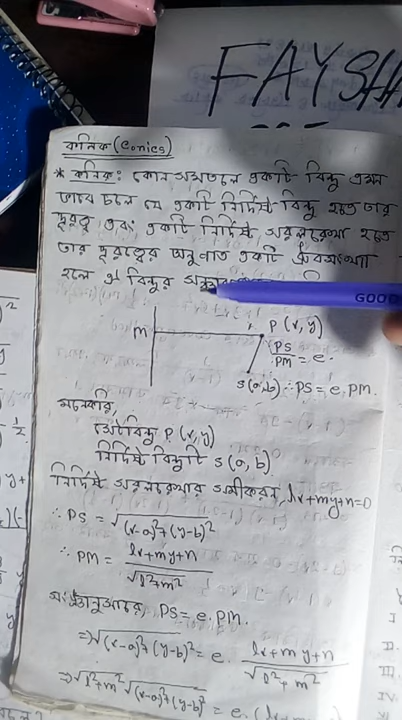 FAYSHA
কনিক (Conics)
* কনিক: কোন সমতলে একটি বিন্দু এমন
ভাবে চলে যে একটি নির্দিষ্ট বিন্দু হতে তার
দূরত্ব এবং একটি নির্দিষ্ট সরলরেখা হতে
তার দূরত্বের অনুপাত একটি ধ্রুবসংখ্যা
হলে ঐ বিন্দুর
GOOD
M P (x, y)
PS/PM = e.
S(a, b) ∴ PS = e.PM.
মনেকরি,
বিন্দু P (x, y)
নির্দিষ্ট বিন্দুটি S (a, b)
নির্দিষ্ট সরলরেখার সমীকরণ, lx+my+n=0
∴ PS = √(x-a)²+(y-b)²
∴ PM = lx+my+n/√l²+m²
PS = e.PM.
⇒ √(x-a)²+(y-b)² = e. lx+my+n/√l²+m²
⇒ √l²+m² √(x-a)²+(y-b)² = e.